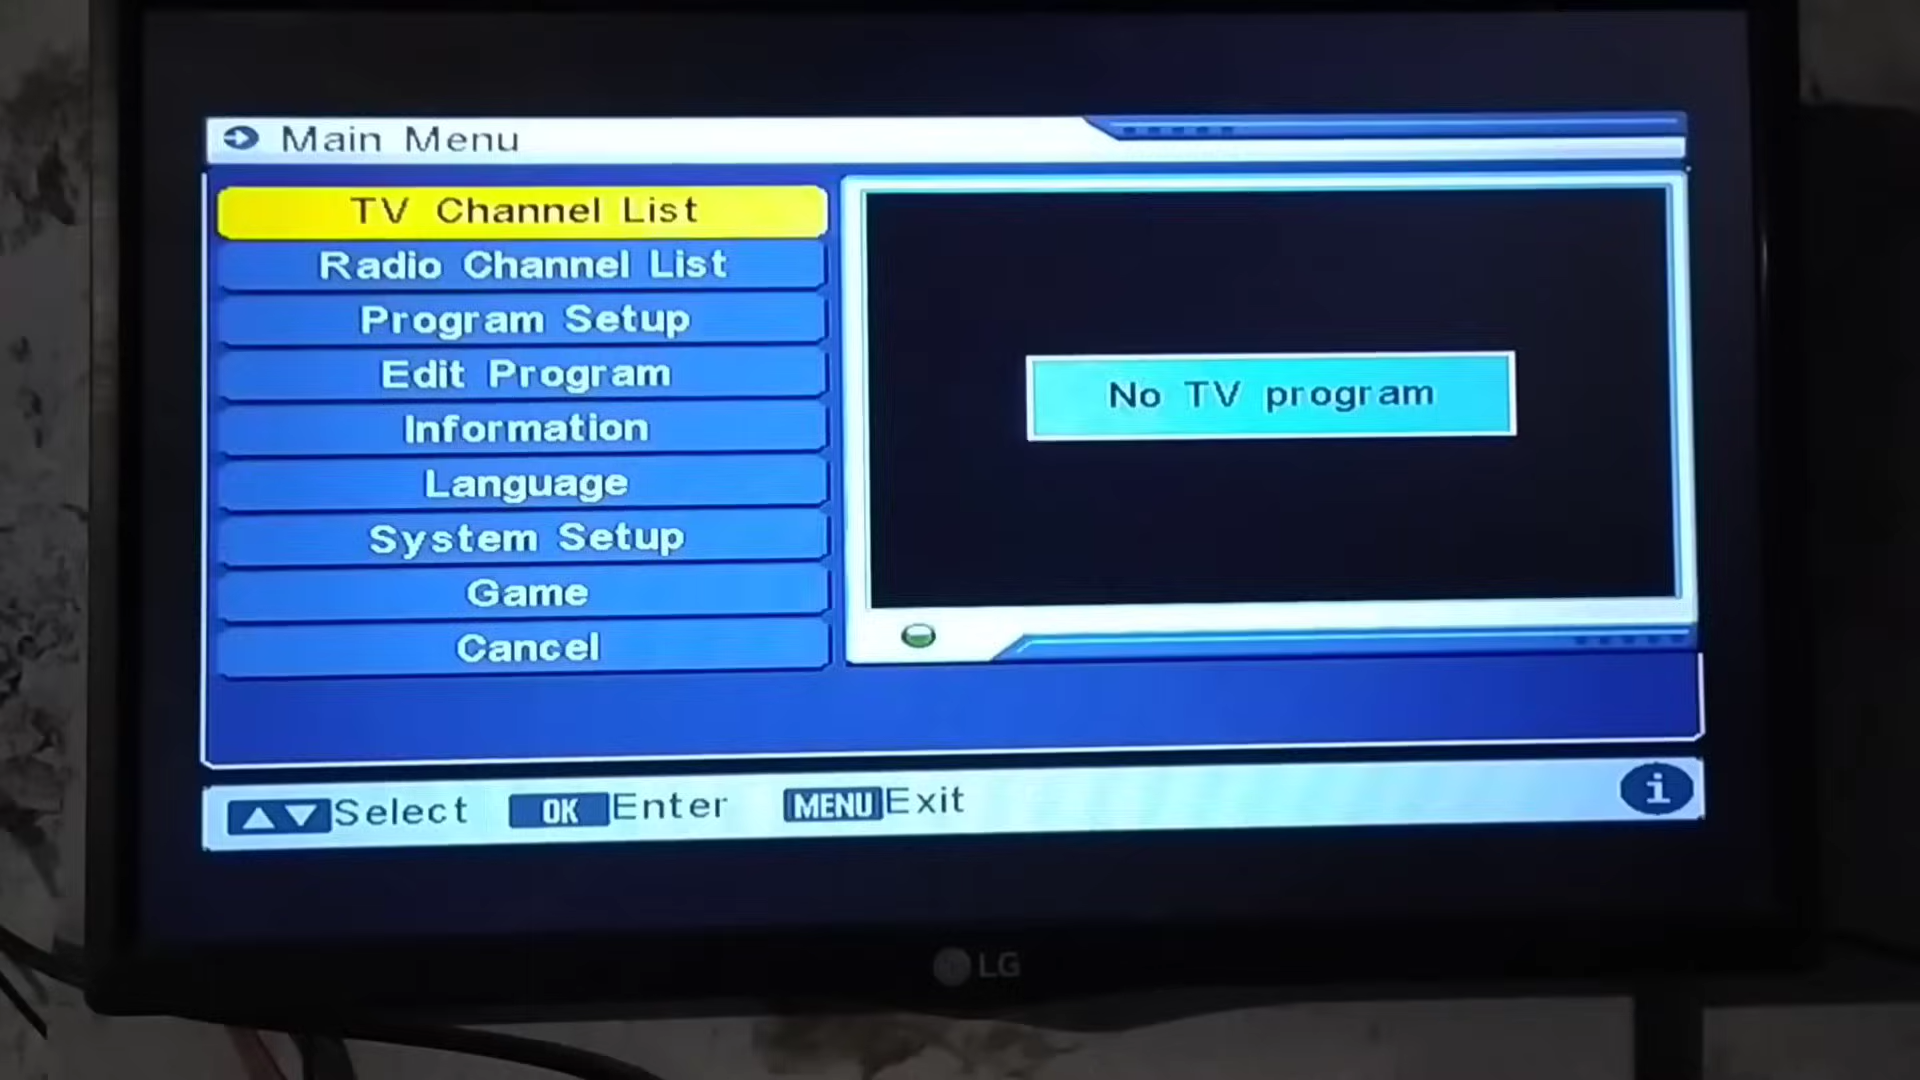 Main Menu
TV Channel List
Radio Channel List
Program Setup
Edit Program
Information
Language
System Setup
Game
Cancel
No TV program
Select OK Enter MENU Exit i
LG